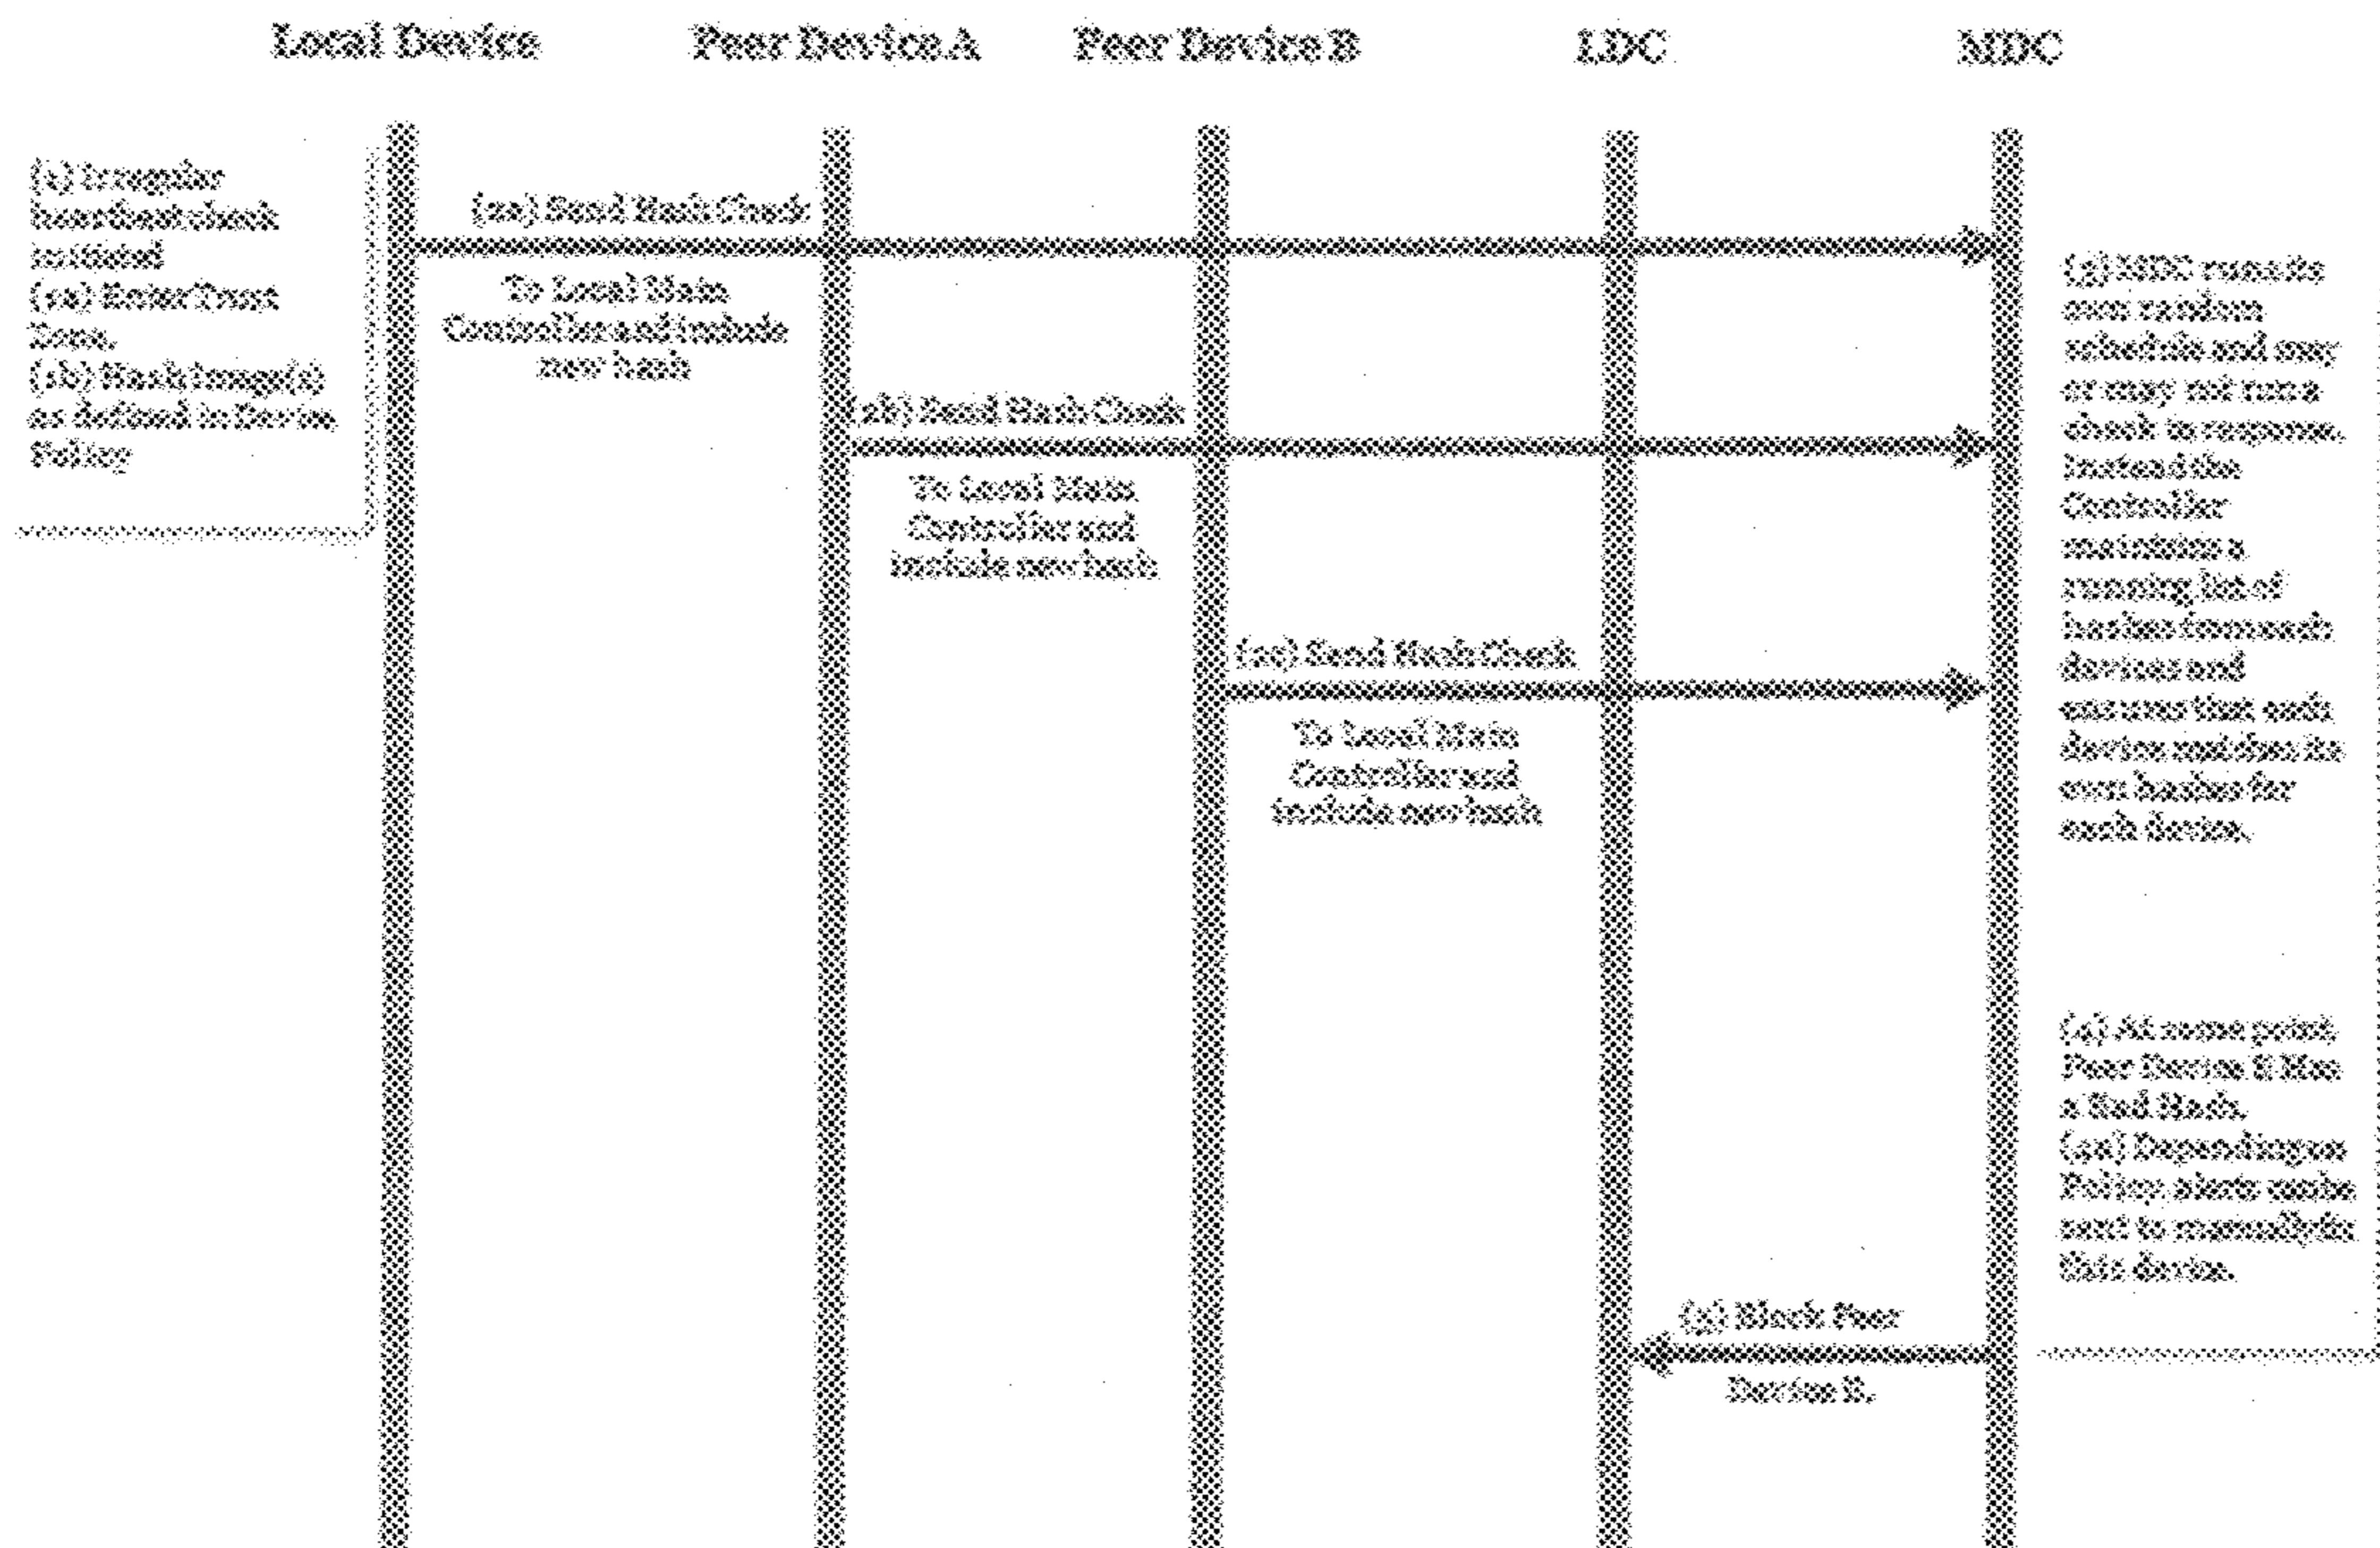 Local Device
Peer Device A
Peer Device B
LDC
MDC
(1) Irregular
heartbeat check
initiated
(1a) Enter Trust
Zone.
(1b) Hash Image(s)
as defined in Device
Policy
(2a) Send Hash Check
To Local Main
Controller and include
new hash
(2b) Send Hash Check
To Local Main
Controller and
include new hash
(2c) Send Hash Check
To Local Main
Controller and
include new hash
(3) MDC runs its
own random
schedule and may
or may not run a
check in response.
Instead the
Controller
maintains a
running list of
hashes from each
devices and
ensures that each
device matches its
own hashes for
each device.
(4) At some point
Peer Device B Has
a Bad Hash.
(4a) Depending on
Policy, alerts can be
sent to manually fix
this device.
(5) Block Peer
Device B.